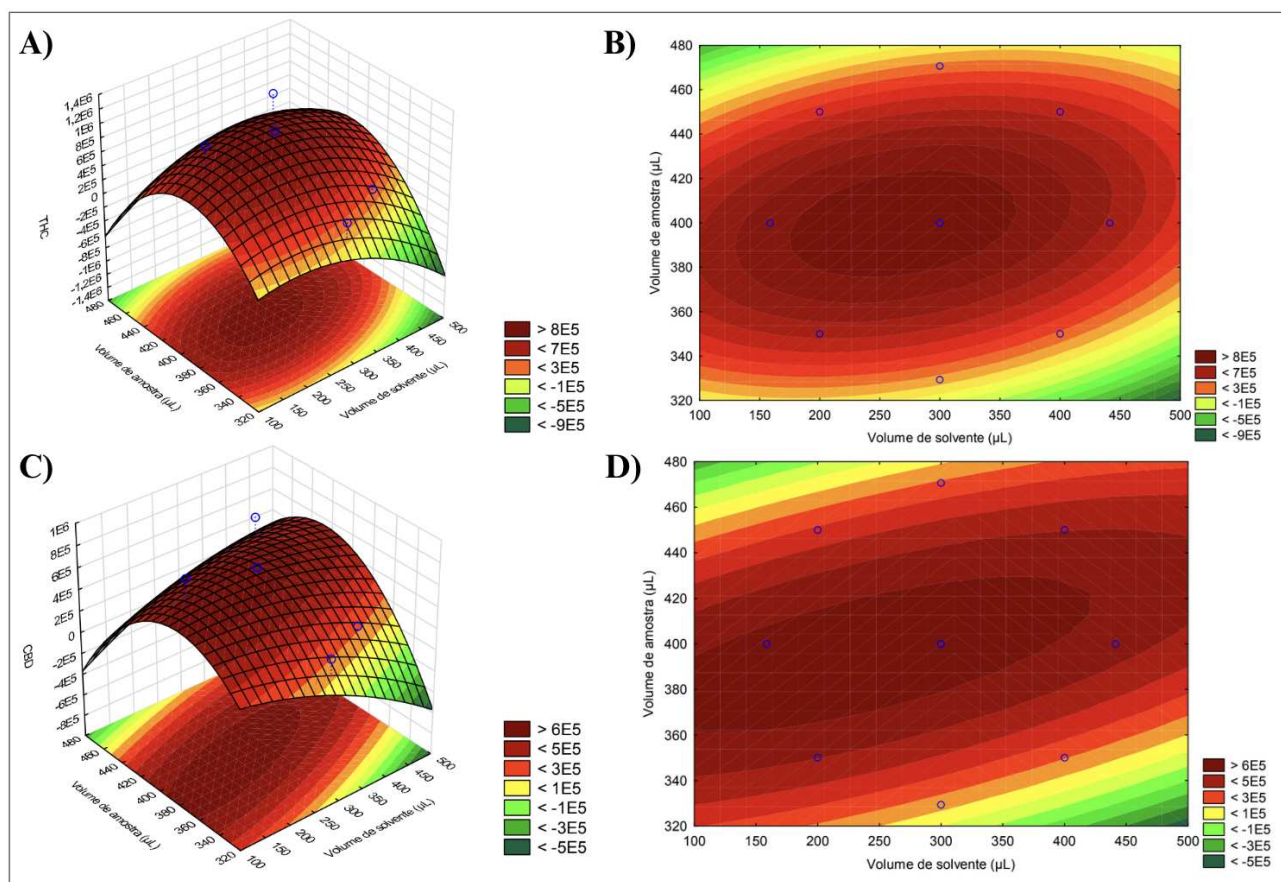 A)
1,4E6
1,2E6
1E6
8E5
6E5
4E5
2E5
0
-2E5
-4E5
-6E5
-8E5
-1E6
-1,2E6
-1,4E6
THC
480
460
440
420
400
380
360
340
320
Volume de amostra (µL)
100
150
200
250
300
350
400
450
500
Volume de solvente (µL)
> 8E5
< 7E5
< 3E5
< -1E5
< -5E5
< -9E5
B)
480
460
440
420
400
380
360
340
320
Volume de amostra (µL)
100 150 200 250 300 350 400 450 500
Volume de solvente (µL)
> 8E5
< 7E5
< 3E5
< -1E5
< -5E5
< -9E5
C)
1E6
8E5
6E5
4E5
2E5
0
-2E5
-4E5
-6E5
-8E5
CBD
480
460
440
420
400
380
360
340
320
Volume de amostra (µL)
100
150
200
250
300
350
400
450
500
Volume de solvente (µL)
> 6E5
< 5E5
< 3E5
< 1E5
< -1E5
< -3E5
< -5E5
D)
480
460
440
420
400
380
360
340
320
Volume de amostra (µL)
100 150 200 250 300 350 400 450 500
Volume de solvente (µL)
> 6E5
< 5E5
< 3E5
< 1E5
< -1E5
< -3E5
< -5E5